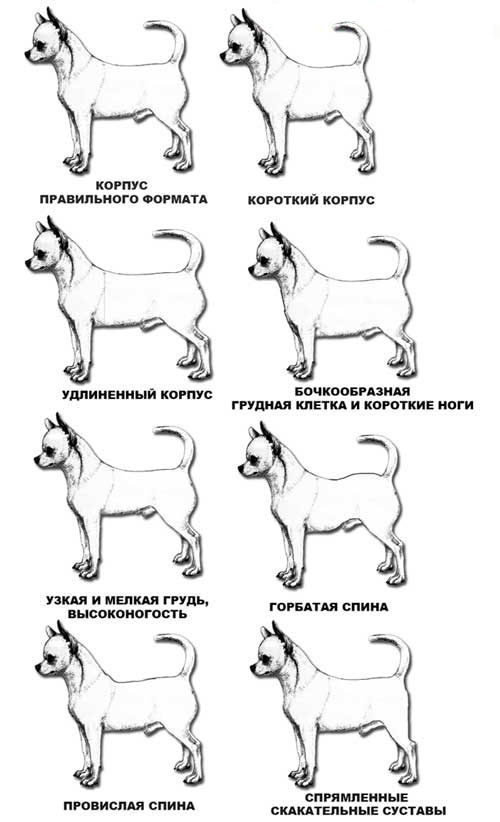 КОРПУС
ПРАВИЛЬНОГО ФОРМАТА
КОРОТКИЙ КОРПУС
УДЛИНЕННЫЙ КОРПУС
БОЧКООБРАЗНАЯ
ГРУДНАЯ КЛЕТКА И КОРОТКИЕ НОГИ
УЗКАЯ И МЕЛКАЯ ГРУДЬ,
ВЫСОКОНОГОСТЬ
ГОРБАТАЯ СПИНА
ПРОВИСЛАЯ СПИНА
СПРЯМЛЕННЫЕ
СКАКАТЕЛЬНЫЕ СУСТАВЫ